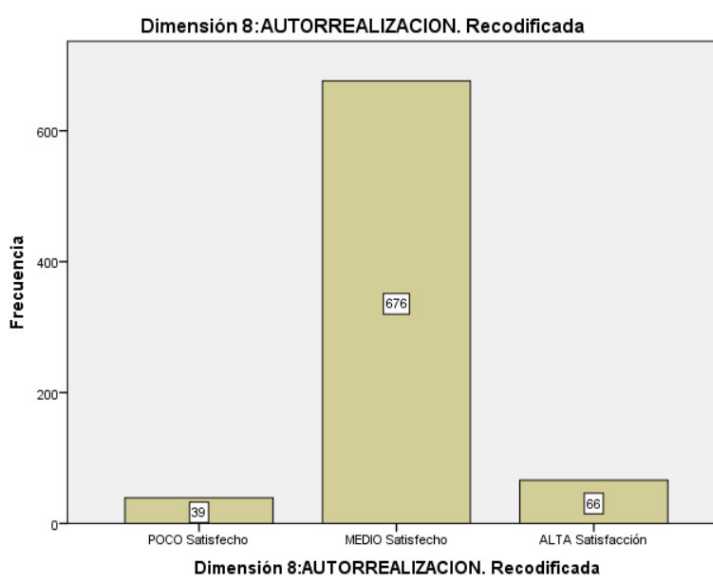 Dimensión 8:AUTORREALIZACION. Recodificada
Frecuencia
600
400
200
0
39
676
66
POCO Satisfecho
MEDIO Satisfecho
ALTA Satisfacción
Dimensión 8:AUTORREALIZACION. Recodificada